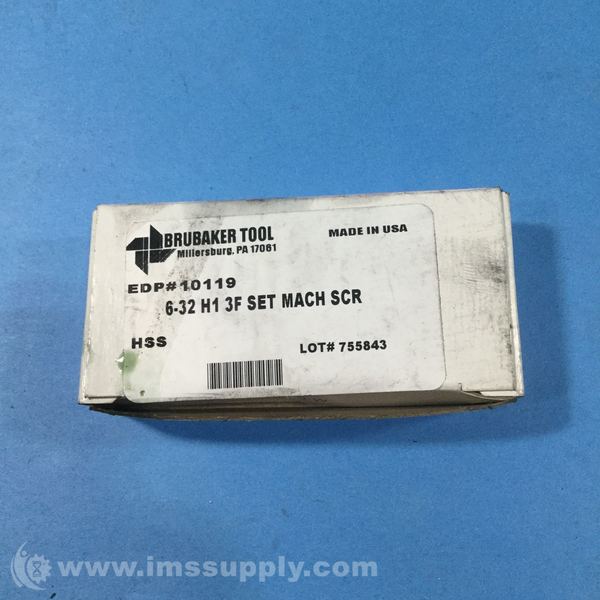 BRUBAKER TOOL
Millersburg, PA 17061
MADE IN USA
EDP# 10119
6-32 H1 3F SET MACH SCR
HSS
LOT# 755843
www.imssupply.com